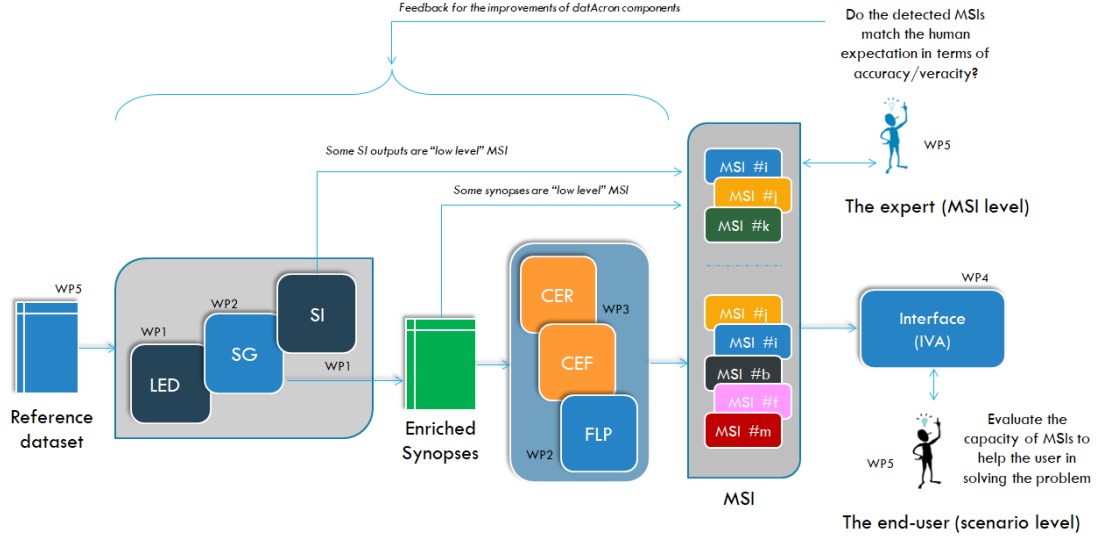 Feedback for the improvements of datAcron components
Do the detected MSIs
match the human
expectation in terms of
accuracy/veracity?
WP5
The expert (MSI level)
Some SI outputs are “low level” MSI
Some synopses are “low level” MSI
MSI #i
MSI #j
MSI #k
WP5
Reference
dataset
WP1
LED
WP2
SG
SI
WP1
Enriched
Synopses
CER
WP3
CEF
WP2
FLP
MSI #j
MSI #i
MSI #b
MSI #f
MSI #m
MSI
WP4
Interface
(IVA)
WP5
Evaluate the
capacity of MSIs to
help the user in
solving the problem
The end-user (scenario level)